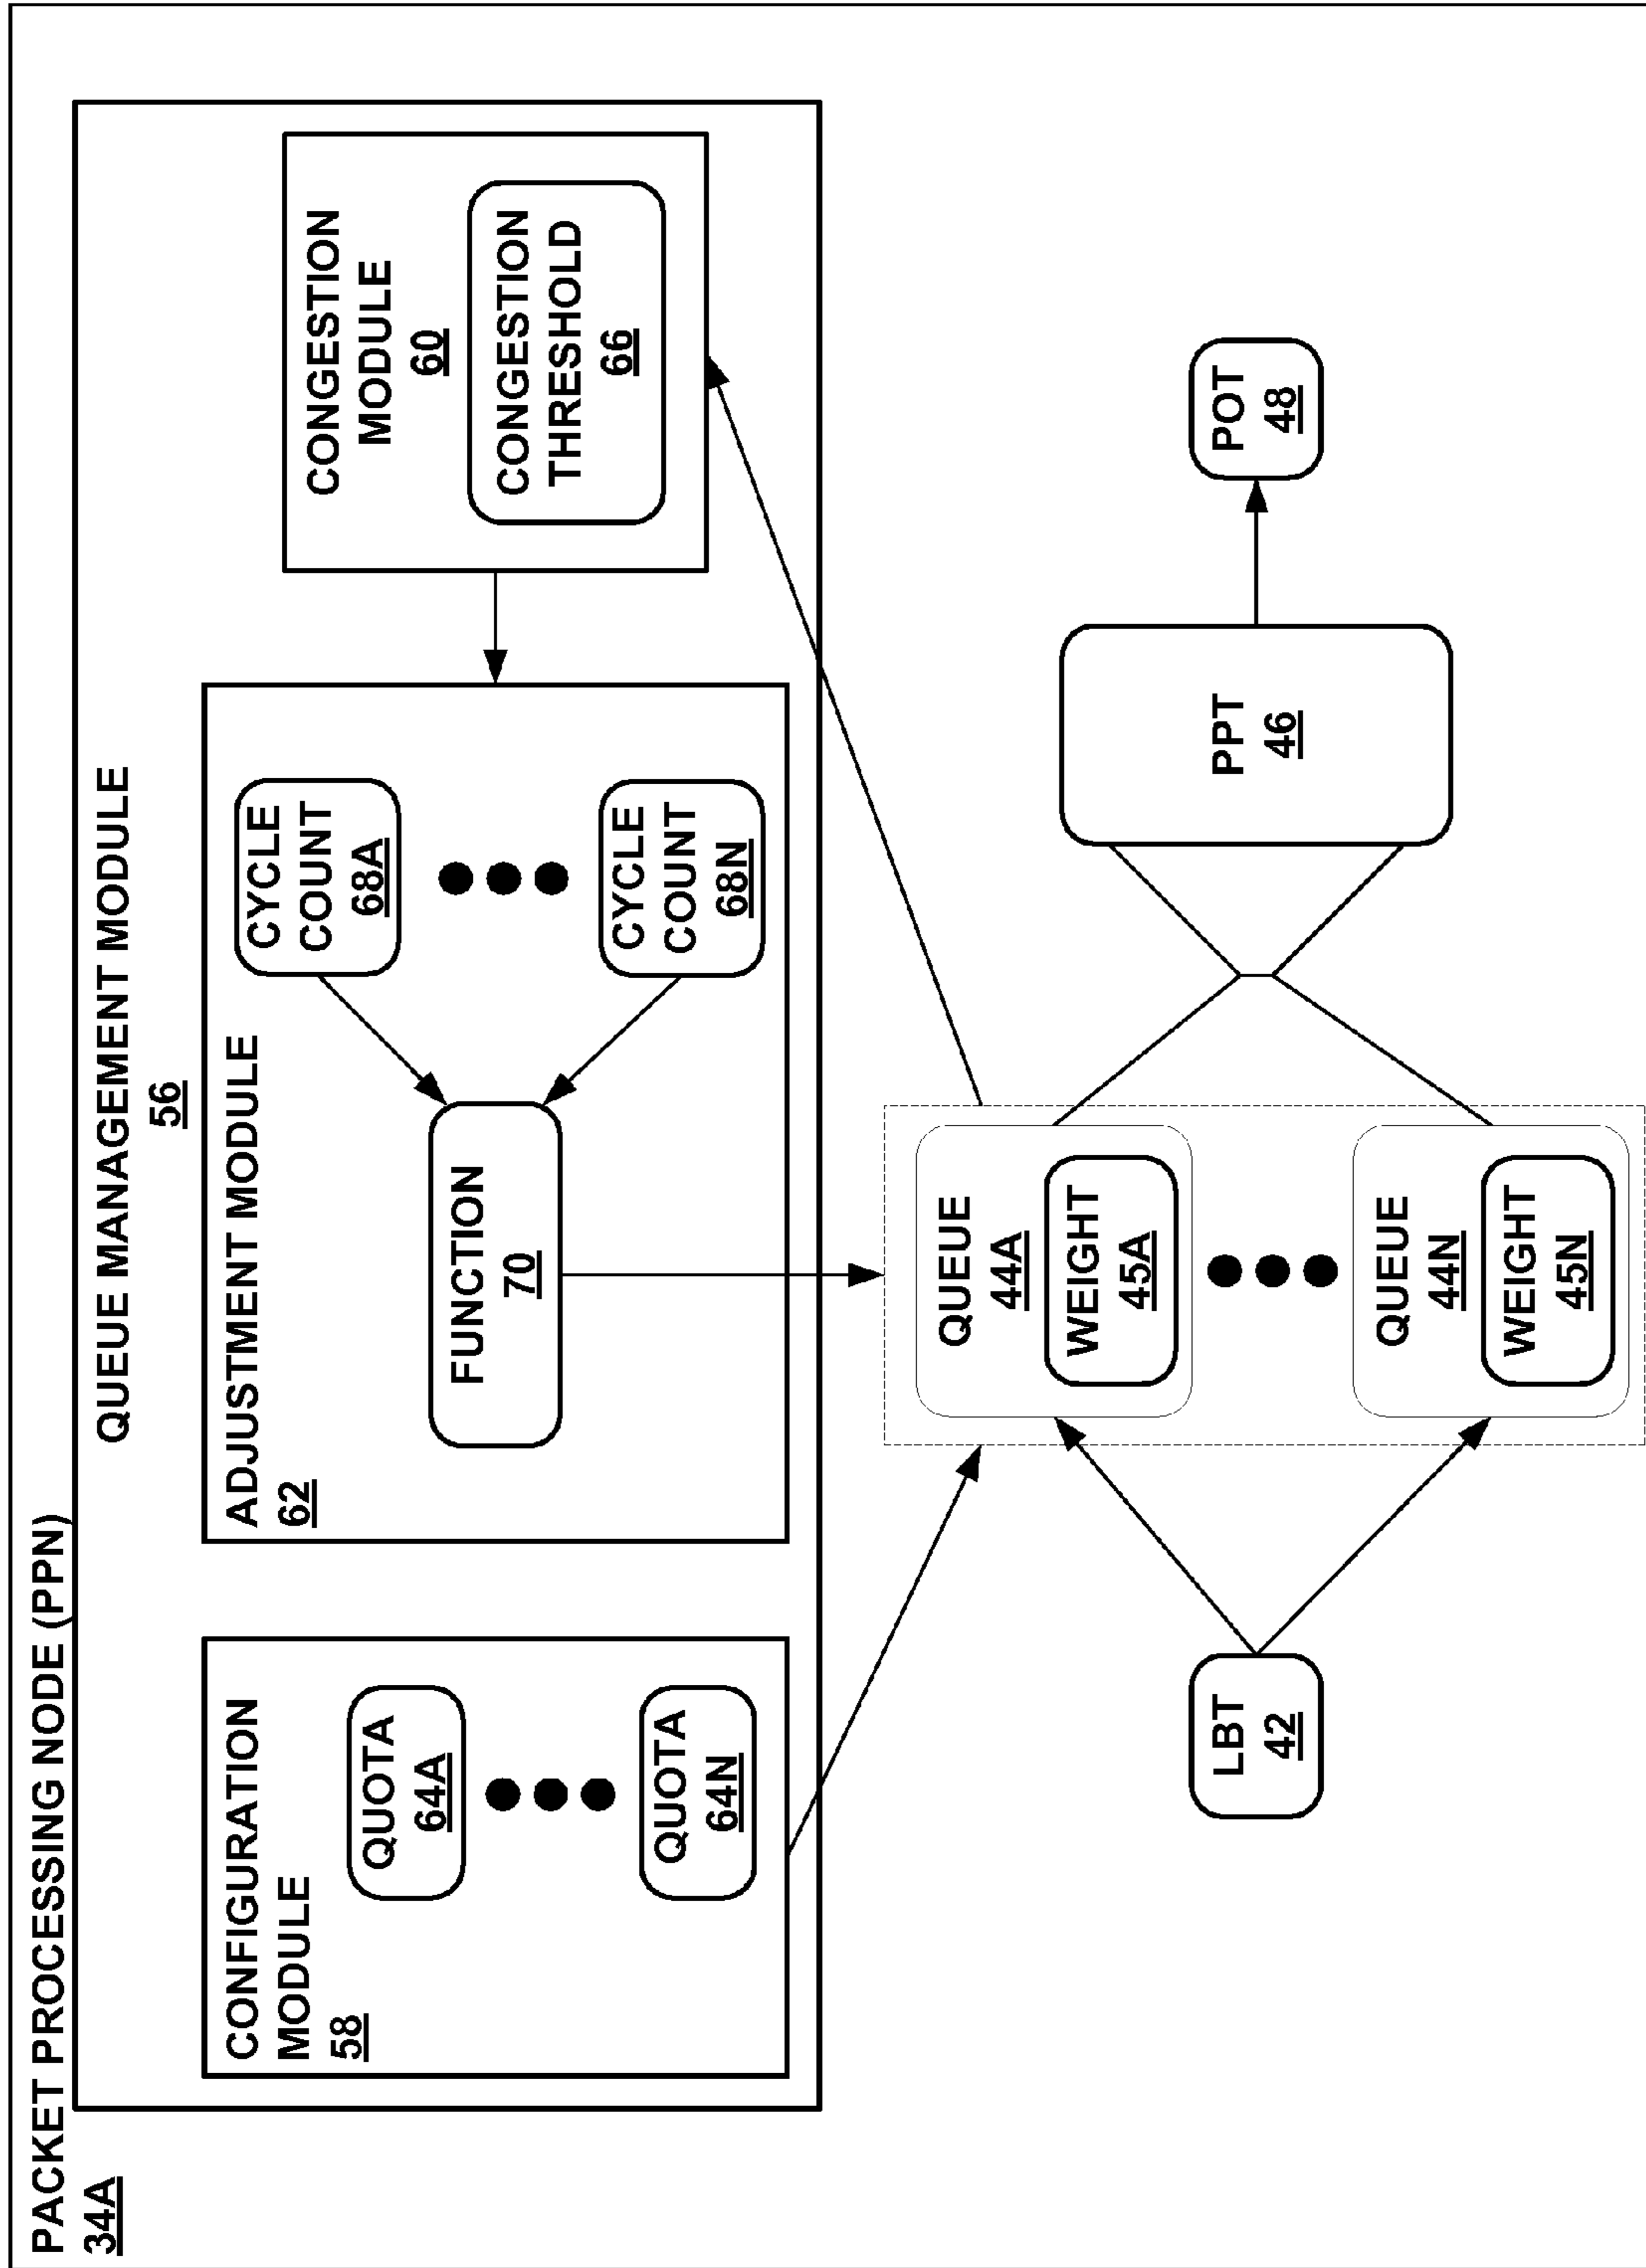 PACKET PROCESSING NODE (PPN)
34A
QUEUE MANAGEMENT MODULE
56
CONFIGURATION
MODULE
58
QUOTA
64A
QUOTA
64N
ADJUSTMENT MODULE
62
FUNCTION
70
CYCLE
COUNT
68A
CYCLE
COUNT
68N
CONGESTION
MODULE
60
CONGESTION
THRESHOLD
66
LBT
42
QUEUE
44A
WEIGHT
45A
QUEUE
44N
WEIGHT
45N
PPT
46
POT
48